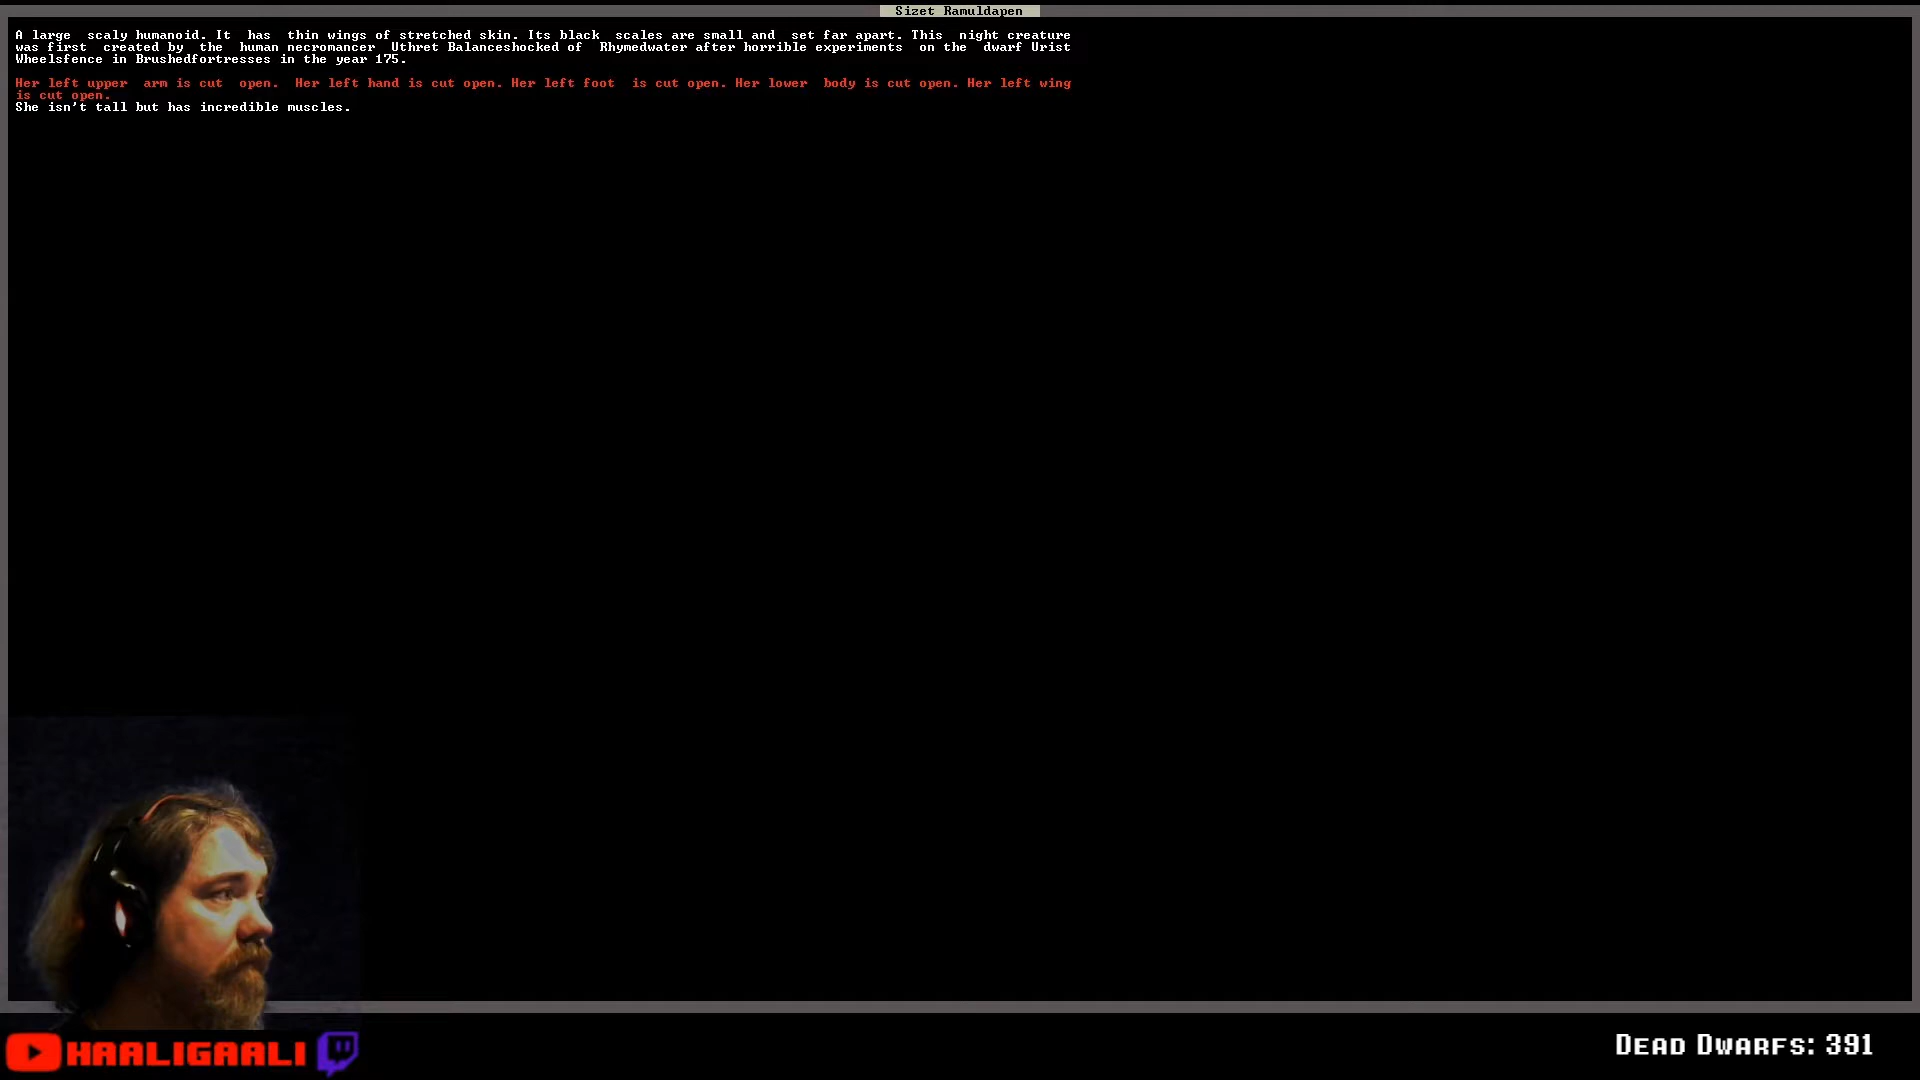 Sizet Ramuldapen
A large scaly humanoid. It has thin wings of stretched skin. Its black scales are small and set far apart. This night creature
was first created by the human necromancer Uthret Balanceshocked of Rhymedwater after horrible experiments on the dwarf Urist
Wheelsfence in Brushedfortresses in the year 175.
Her left upper arm is cut open. Her left hand is cut open. Her left foot is cut open. Her lower body is cut open. Her left wing
is cut open.
She isn't tall but has incredible muscles.
HAALIGAALI
DEAD DWARFS: 391